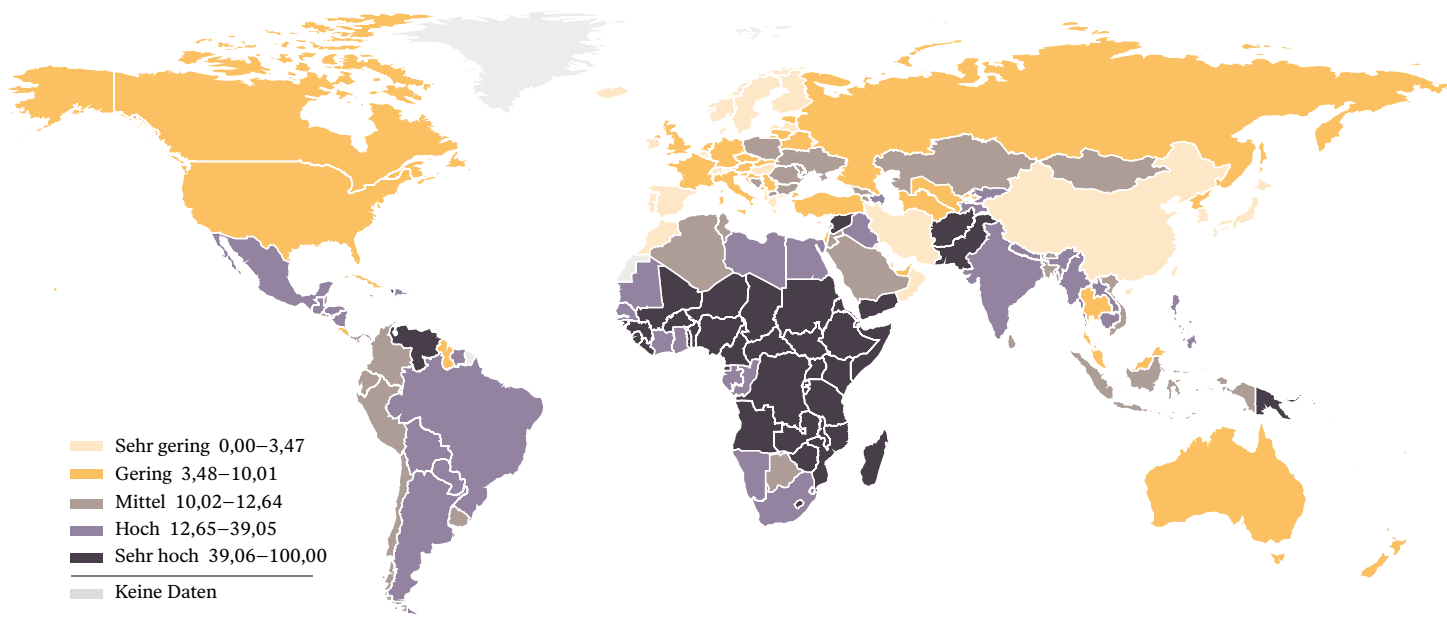 Sehr gering 0,00–3,47
Gering 3,48–10,01
Mittel 10,02–12,64
Hoch 12,65–39,05
Sehr hoch 39,06–100,00
Keine Daten